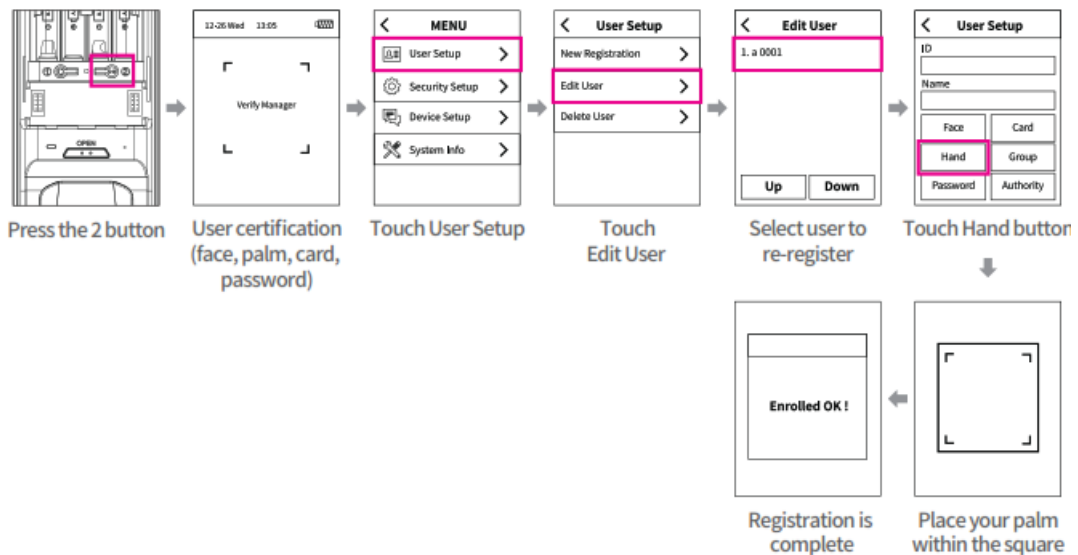 OPEN
Press the 2 button
12-26 Wed 13:05
Verify Manager
User certification
(face, palm, card,
password)
MENU
User Setup
Security Setup
Device Setup
System Info
Touch User Setup
User Setup
New Registration
Edit User
Delete User
Touch
Edit User
Edit User
1. a 0001
Up Down
Select user to
re-register
User Setup
ID
Name
Face Card
Hand Group
Password Authority
Touch Hand button
Place your palm
within the square
Enrolled OK !
Registration is
complete